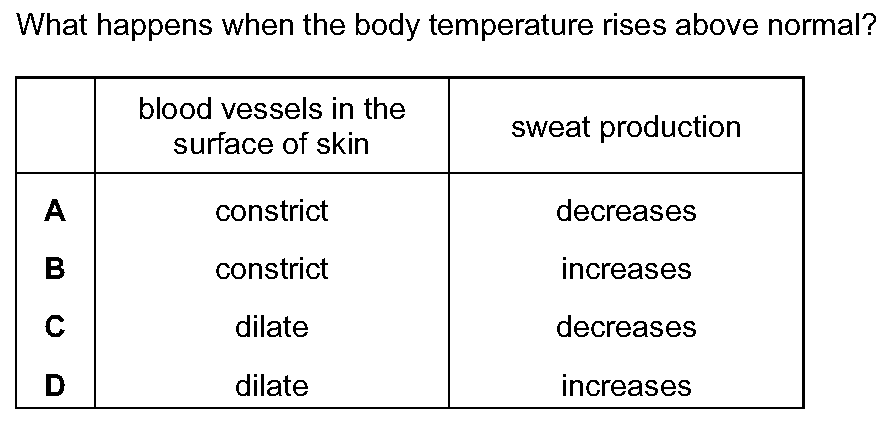 What happens when the body temperature rises above normal?
blood vessels in the
surface of skin
sweat production
A constrict decreases
B constrict increases
C dilate decreases
D dilate increases